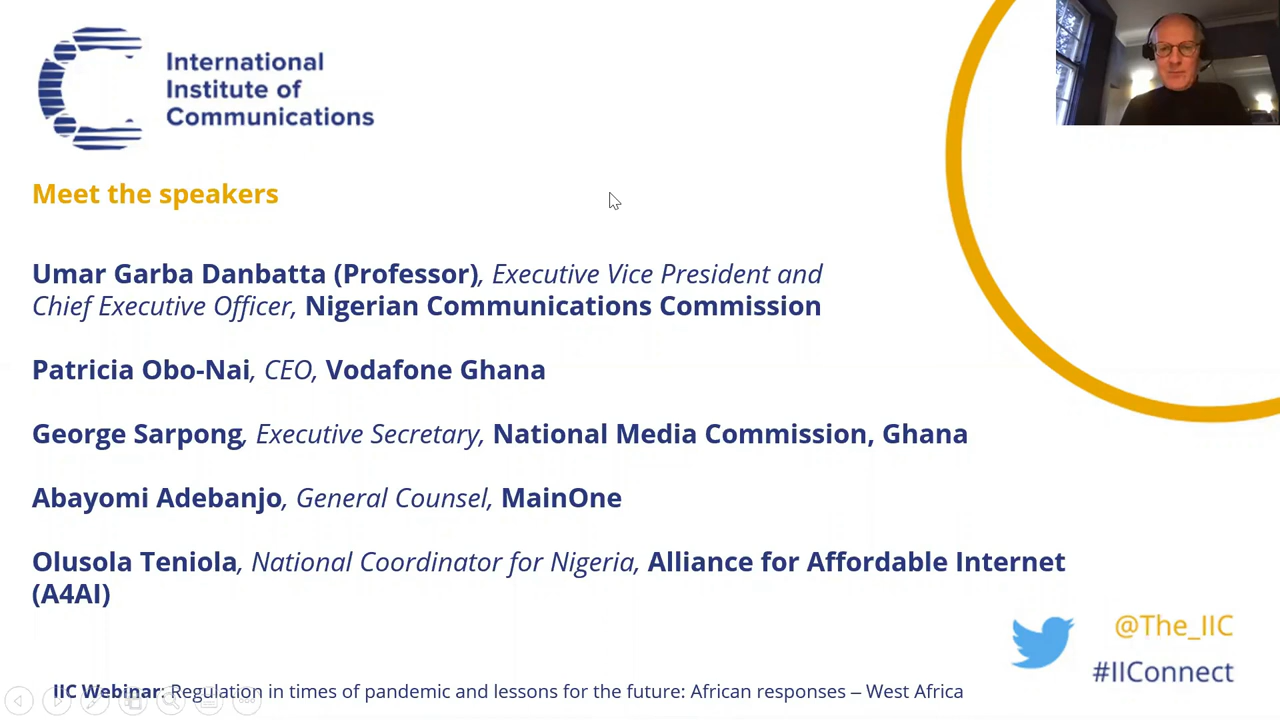 International
Institute of
Communications
Meet the speakers
Umar Garba Danbatta (Professor), Executive Vice President and
Chief Executive Officer, Nigerian Communications Commission
Patricia Obo-Nai, CEO, Vodafone Ghana
George Sarpong, Executive Secretary, National Media Commission, Ghana
Abayomi Adebanjo, General Counsel, MainOne
Olusola Teniola, National Coordinator for Nigeria, Alliance for Affordable Internet
(A4AI)
@The_IIC
#IIConnect
IIC Webinar: Regulation in times of pandemic and lessons for the future: African responses – West Africa